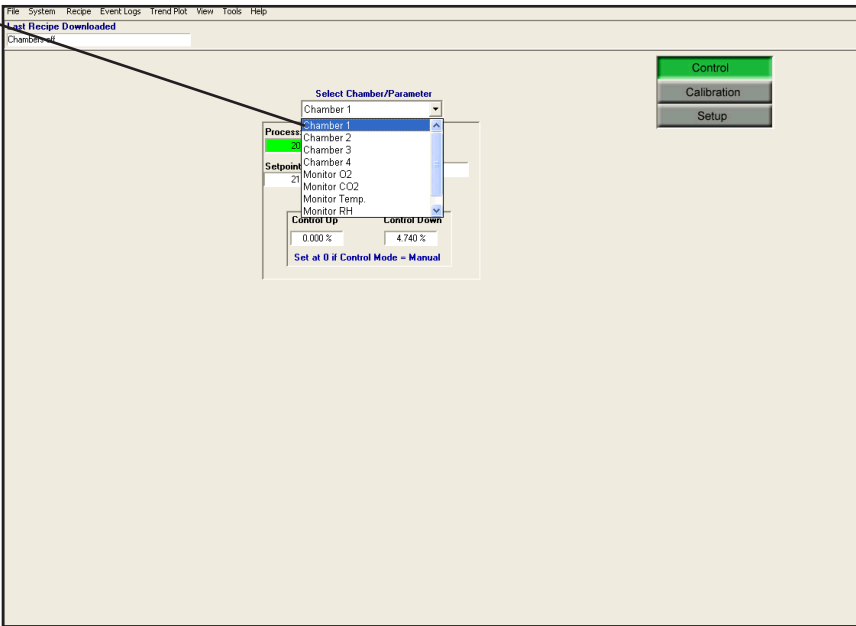 File System Recipe Event Logs Trend Plot View Tools Help
Last Recipe Downloaded
Chambers off
Control
Calibration
Setup
Select Chamber/Parameter
Chamber 1
Chamber 1
Chamber 2
Chamber 3
Chamber 4
Monitor O2
Monitor CO2
Monitor Temp.
Monitor RH
Process
20
Setpoint
21
Control Up Control Down
0.000 % 4.740 %
Set at 0 if Control Mode = Manual